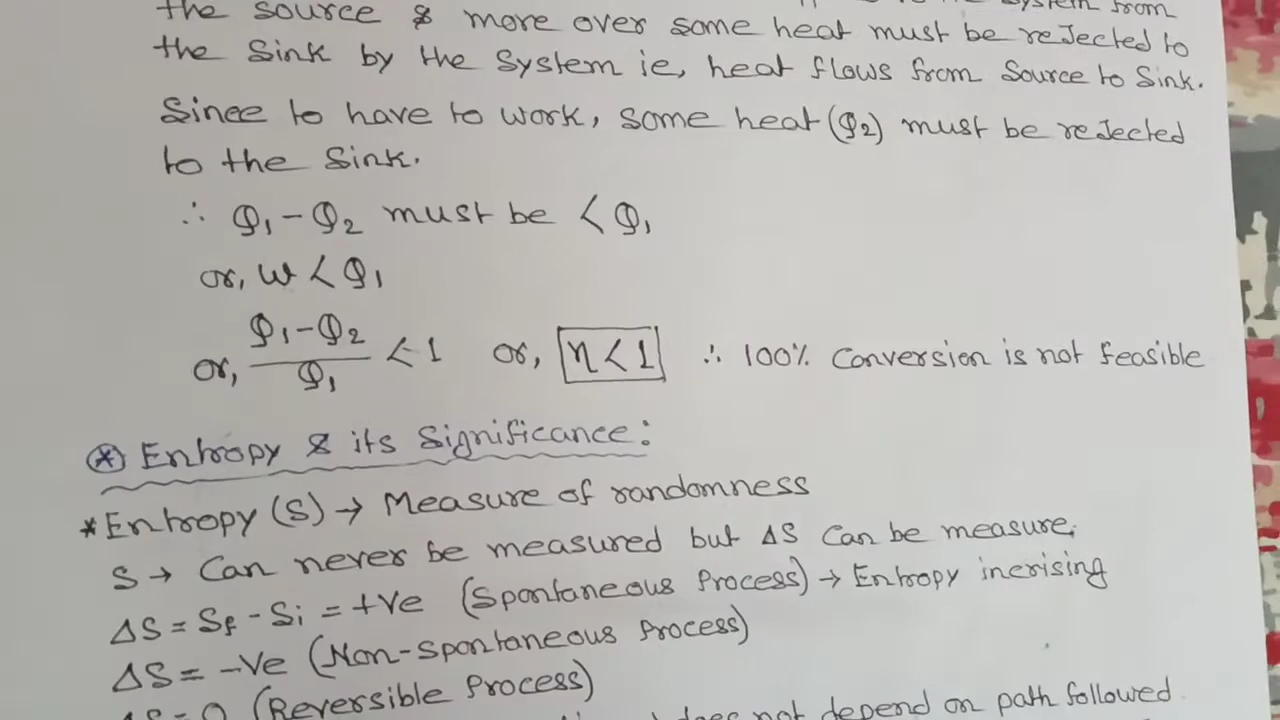 the source & more over some heat must be reJected to
the Sink by the System ie, heat flows from Source to Sink.
Sinee to have to work, some heat (Q2) must be reJected
to the Sink.
∴ Q1 - Q2 must be < Q1
or, W < Q1
or, Q1-Q2 / Q1 < 1 or, η < 1 ∴ 100% Conversion is not feasible
* Entropy & its Significance:
* Entropy (S) → Measure of randomness
S → Can never be measured but ΔS Can be measure.
ΔS = Sf - Si = +Ve (Spontaneous Process) → Entropy inerising
ΔS = -Ve (Non-spontaneous Process)
ΔS = 0 (Reversible Process)
does not depend on path followed